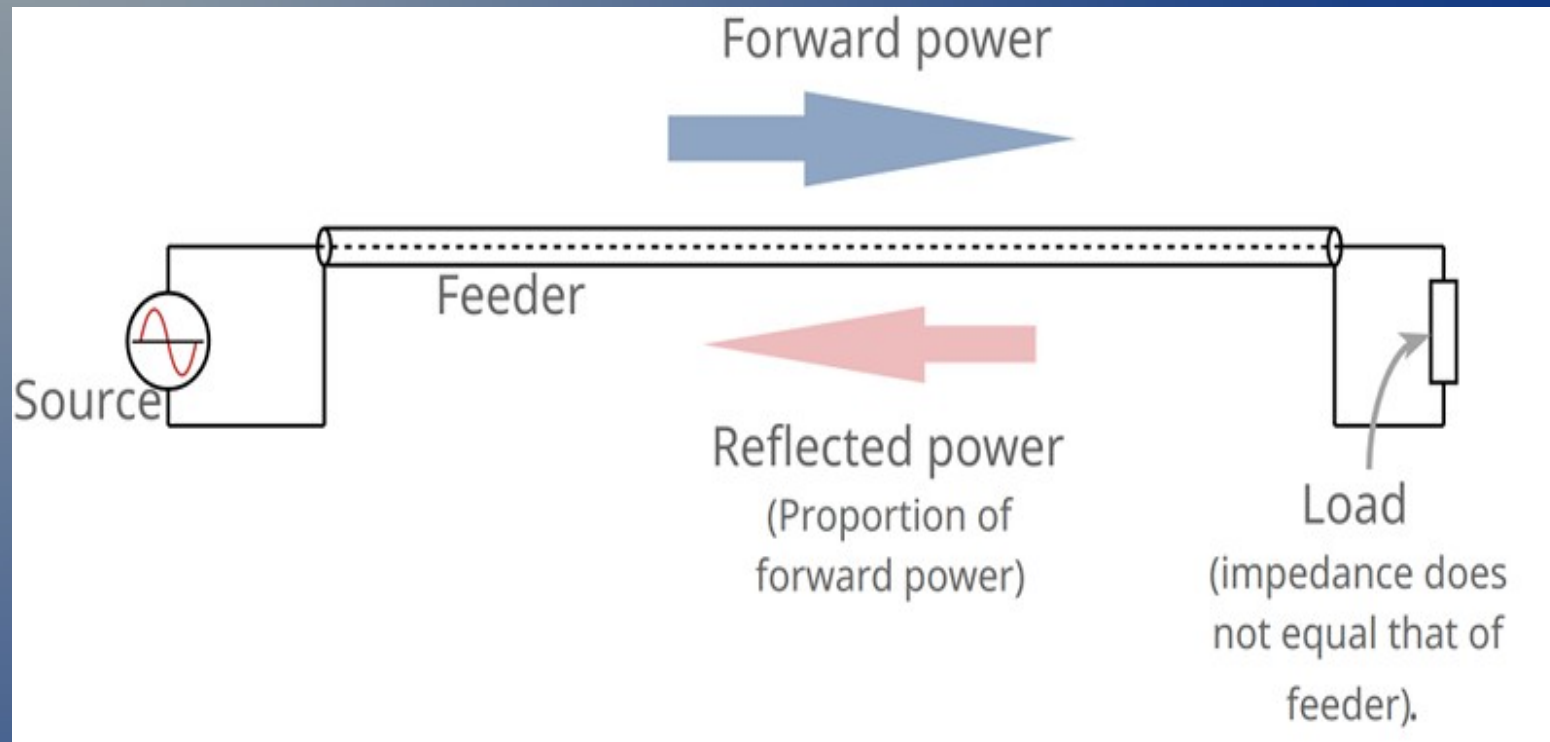 Forward power
Feeder
Source
Reflected power
(Proportion of
forward power)
Load
(impedance does
not equal that of
feeder).